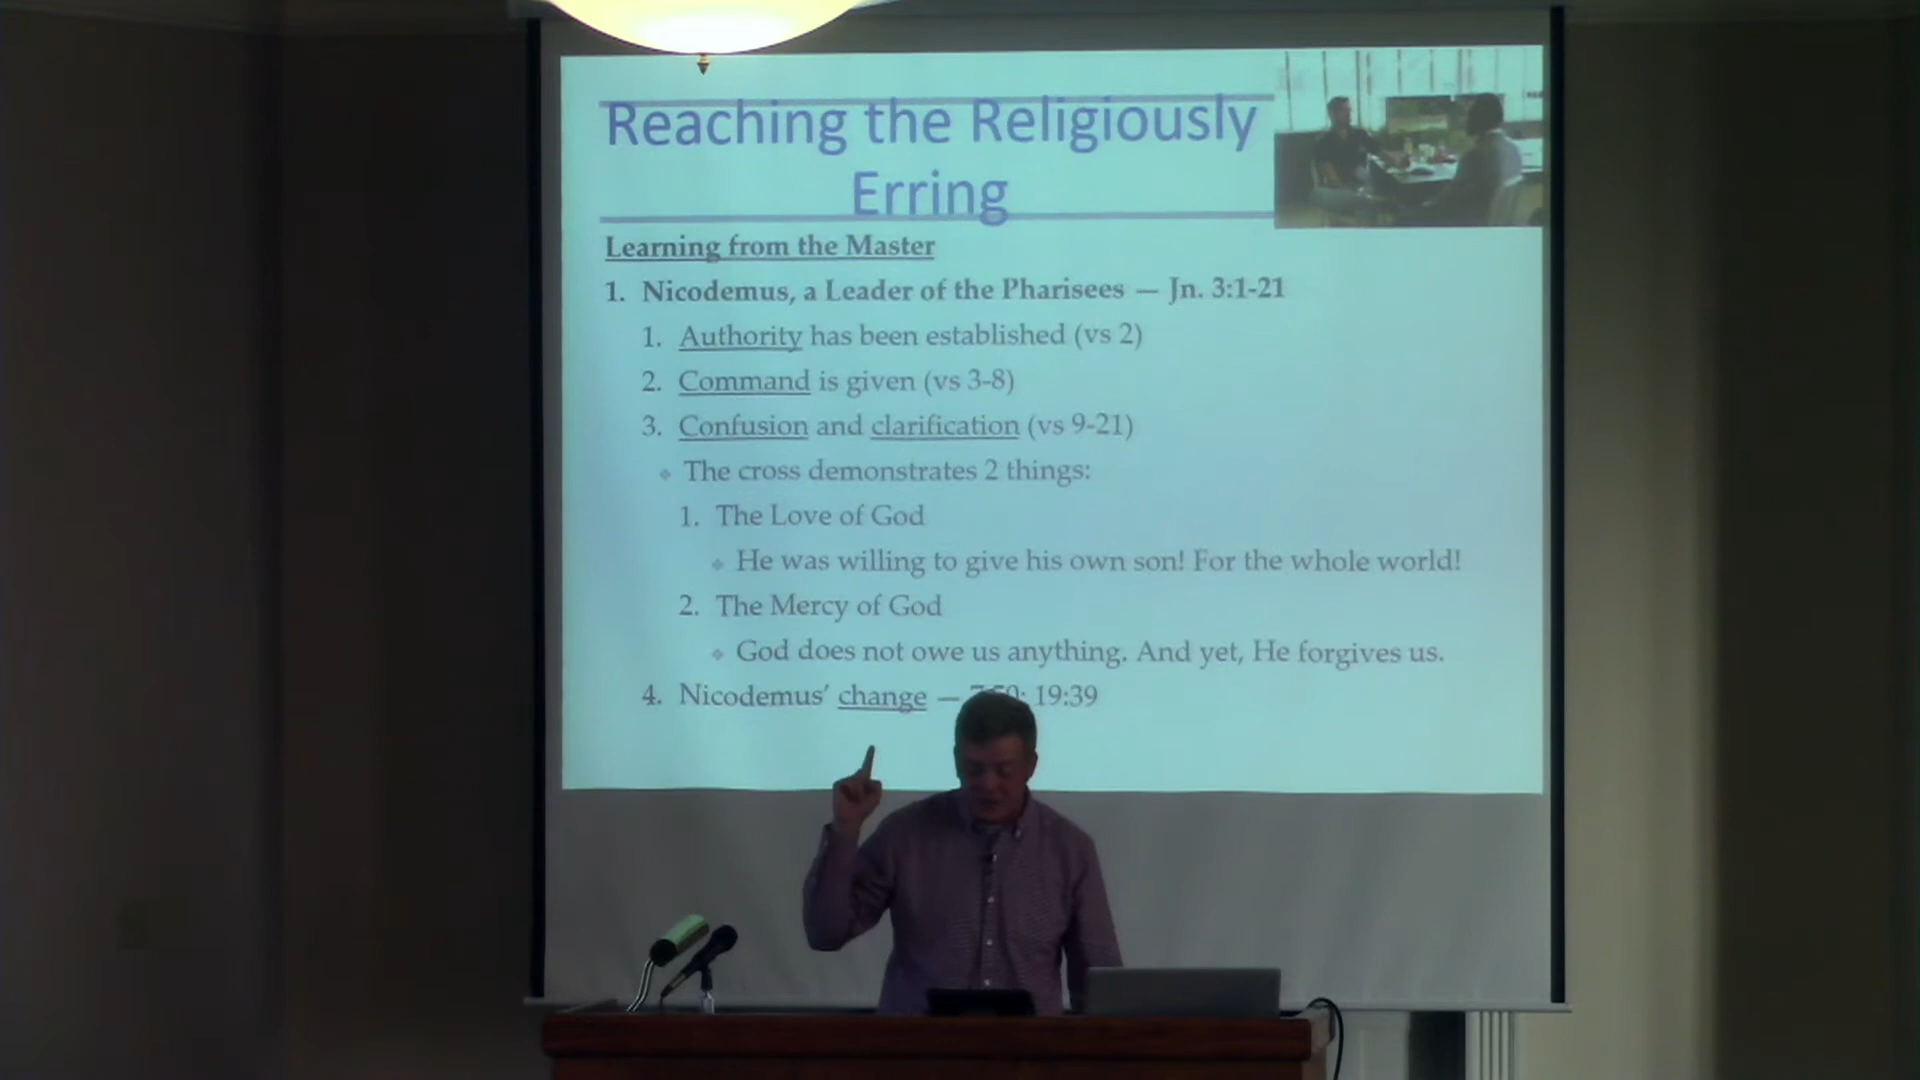 Reaching the Religiously
Erring
Learning from the Master
1. Nicodemus, a Leader of the Pharisees — Jn. 3:1-21
1. Authority has been established (vs 2)
2. Command is given (vs 3-8)
3. Confusion and clarification (vs 9-21)
The cross demonstrates 2 things:
1. The Love of God
He was willing to give his own son! For the whole world!
2. The Mercy of God
God does not owe us anything. And yet, He forgives us.
4. Nicodemus’ change — 19:39